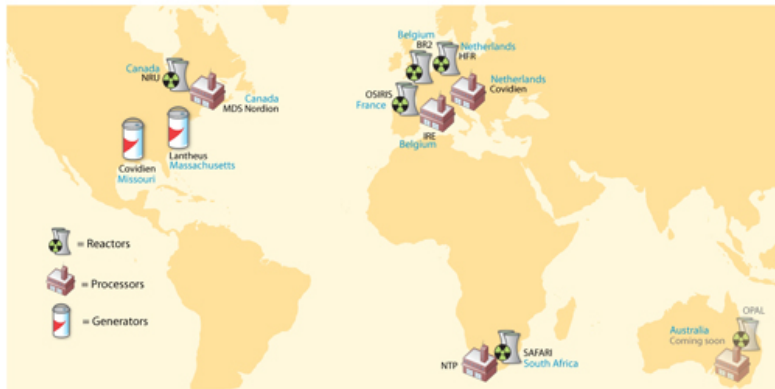 Belgium
BR2
Netherlands
HFR
Canada
NRU
Canada
MDS Nordion
Netherlands
Covidien
OSIRIS
France
IRE
Belgium
Lantheus
Massachusetts
Covidien
Missouri
= Reactors
= Processors
= Generators
OPAL
Australia
Coming soon
SAFARI
South Africa
NTP